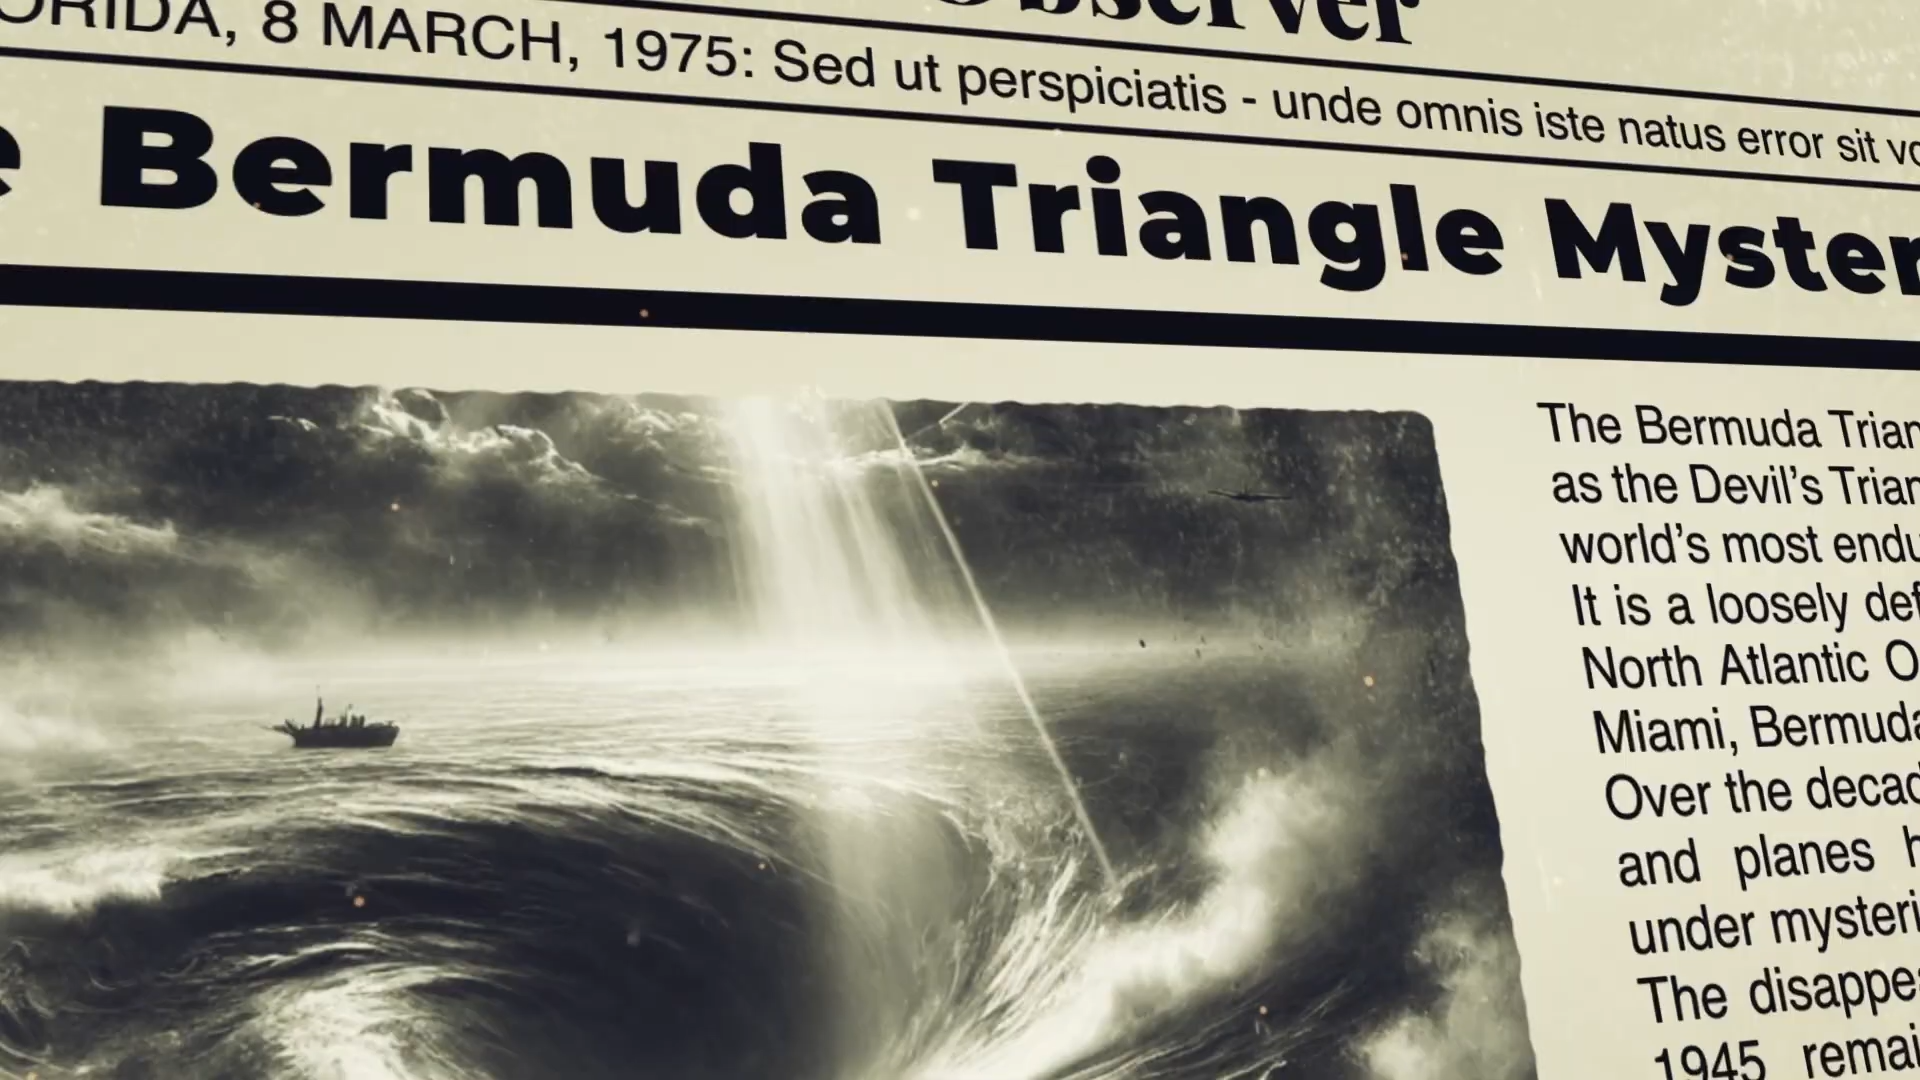 Observer
ORIDA, 8 MARCH, 1975: Sed ut perspiciatis - unde omnis iste natus error sit vo
e Bermuda Triangle Myster
The Bermuda Trian
as the Devil's Trian
world's most endu
It is a loosely def
North Atlantic O
Miami, Bermuda
Over the decad
and planes h
under mysteri
The disappea
1945 remai